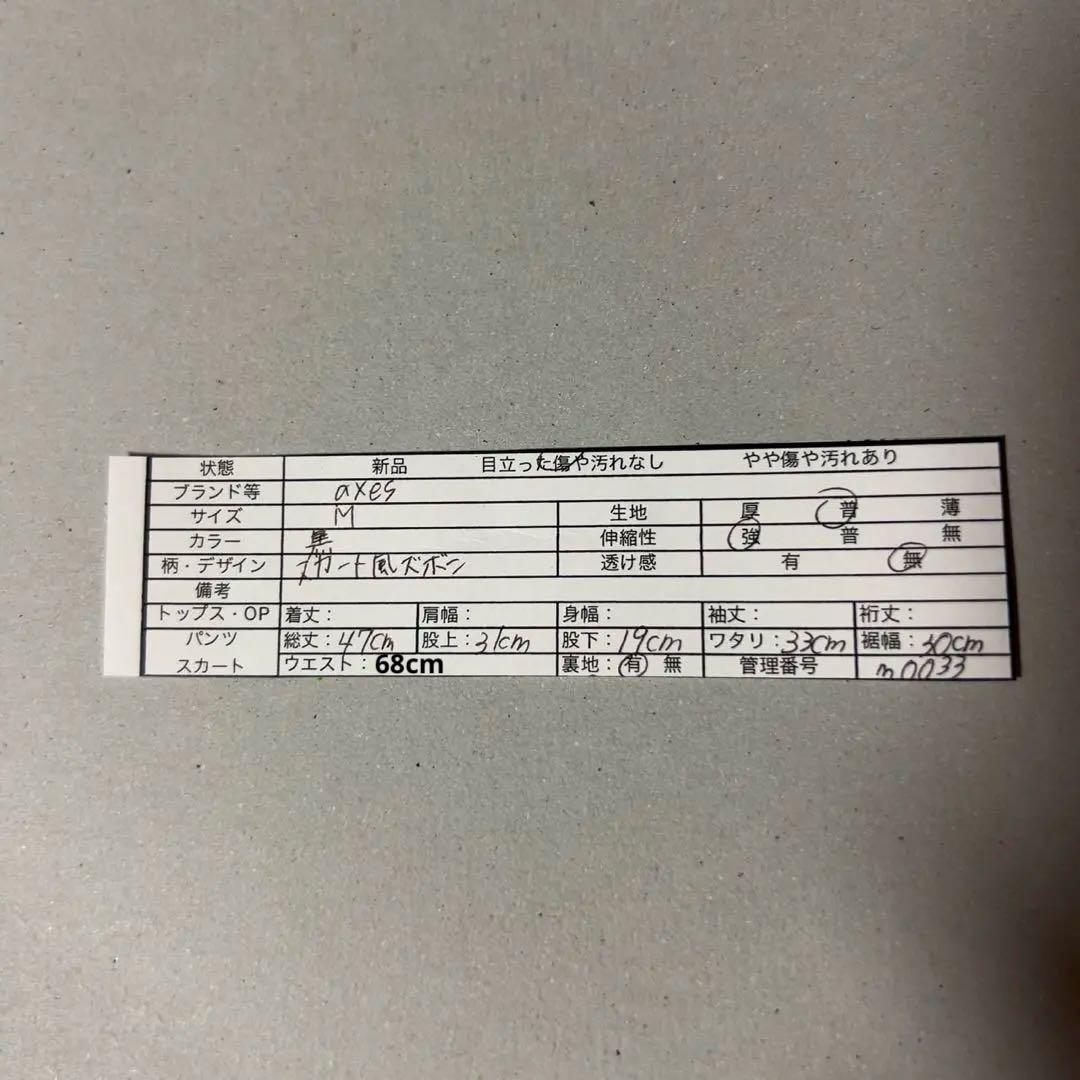 状態 新品 目立った傷や汚れなし やや傷や汚れあり
ブランド等 axes
サイズ M 生地 厚 普 薄
カラー 黒 伸縮性 強 普 無
柄・デザイン スカート風ズボン 透け感 有 無
備考
トップス・OP 着丈： 肩幅： 身幅： 袖丈： 裄丈：
パンツ 総丈：47cm 股上：31cm 股下：19cm ワタリ：33cm 裾幅：30cm
スカート ウエスト：68cm 裏地：有 無 管理番号 m0033